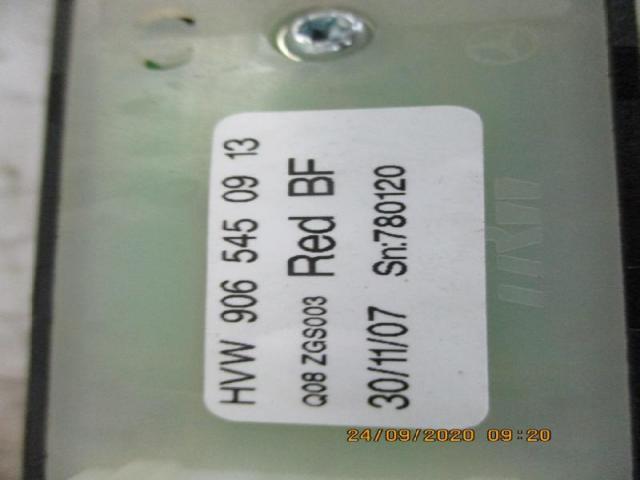 HVW 906 545 09 13
Q08 ZGS003 Red BF
30/11/07 Sn:780120
TRW
24/09/2020 09:20